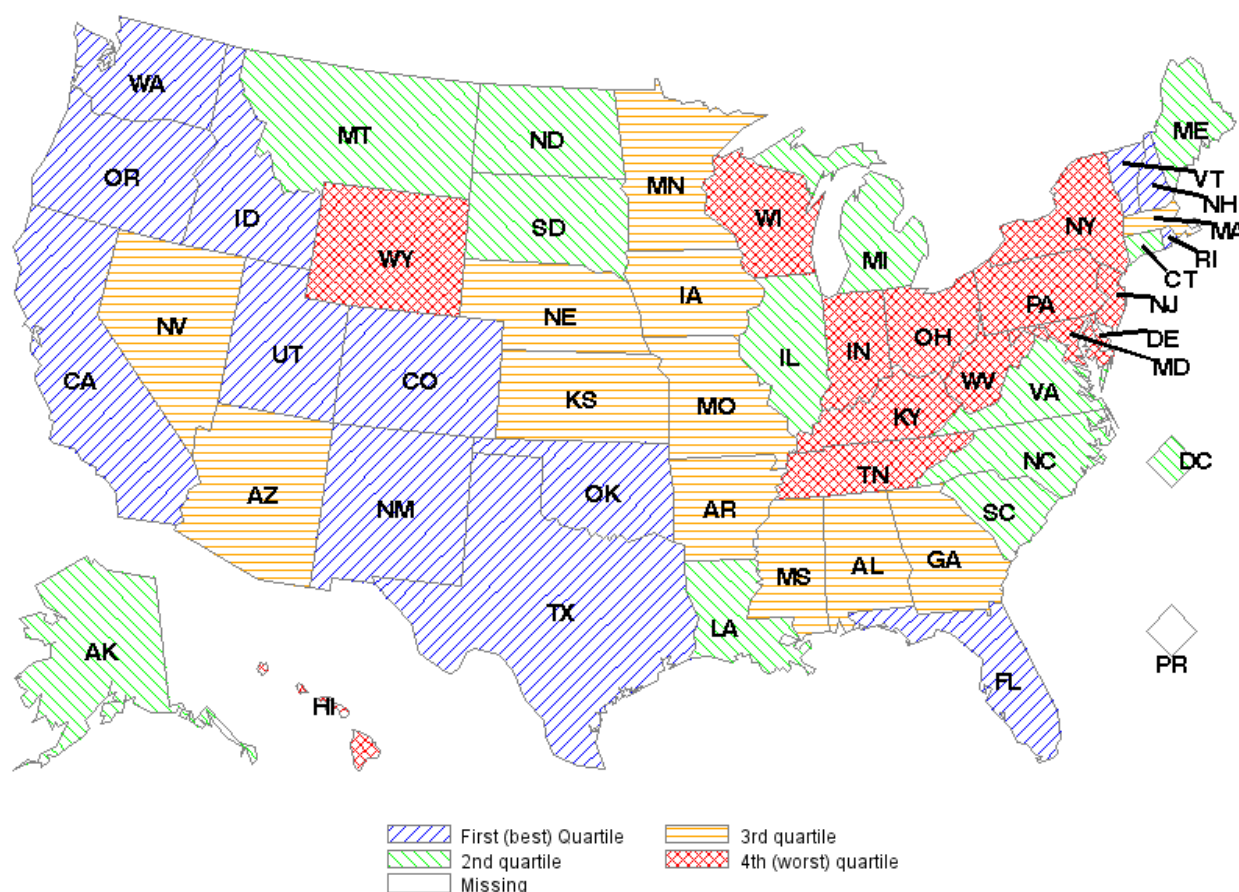 WA
MT
ND
ME
OR
ID
MN
VT
NH
SD
WI
NY
MA
WY
MI
RI
CT
NV
NE
IA
PA
NJ
UT
CO
IL
IN
OH
DE
MD
CA
KS
MO
WV
VA
KY
NC
DC
AZ
NM
OK
AR
TN
SC
MS
AL
GA
TX
LA
AK
PR
HI
FL
First (best) Quartile
3rd quartile
2nd quartile
4th (worst) quartile
Missing